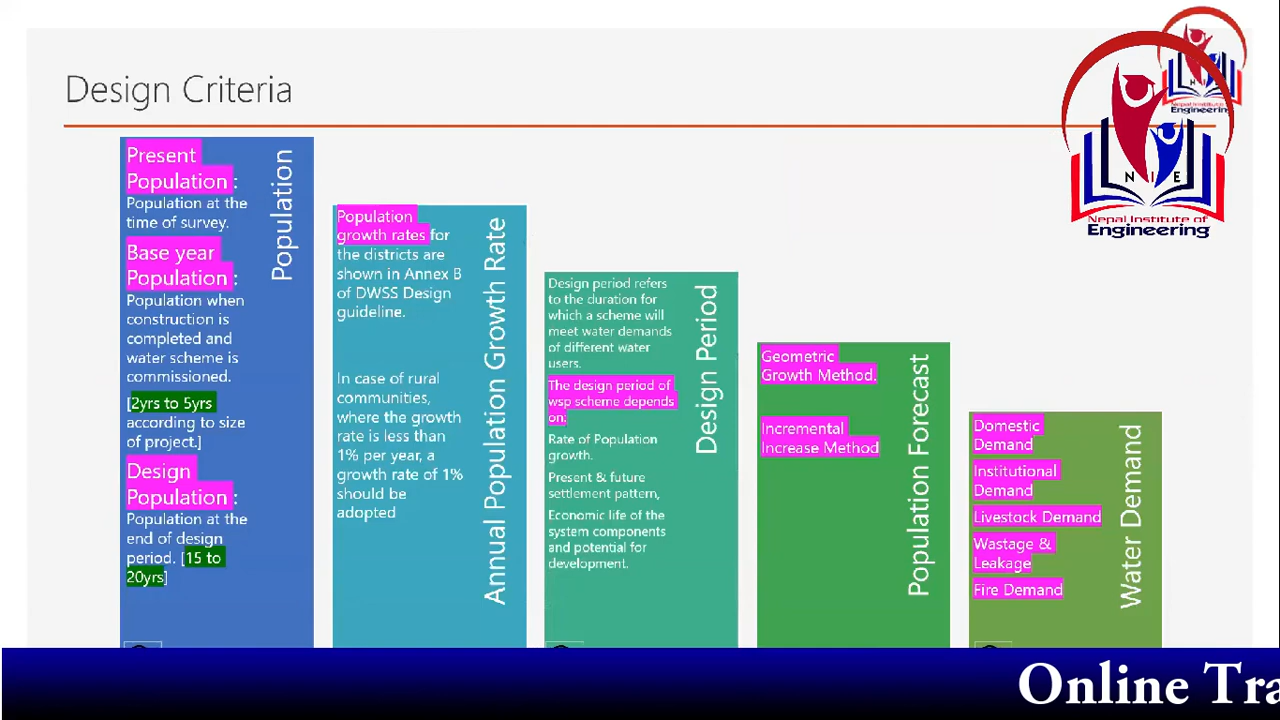 Design Criteria
Present
Population :
Population at the
time of survey.
Base year
Population :
Population when
construction is
completed and
water scheme is
commissioned.
[2yrs to 5yrs
according to size
of project.]
Design
Population :
Population at the
end of design
period. [15 to
20yrs]
Population
Population
growth rates for
the districts are
shown in Annex B
of DWSS Design
guideline.
In case of rural
communities,
where the growth
rate is less than
1% per year, a
growth rate of 1%
should be
adopted
Annual Population Growth Rate
Design period refers
to the duration for
which a scheme will
meet water demands
of different water
users.
The design period of
wsp scheme depends
on:
Rate of Population
growth.
Present & future
settlement pattern,
Economic life of the
system components
and potential for
development.
Design Period
Geometric
Growth Method.
Incremental
Increase Method
Population Forecast
Domestic
Demand
Institutional
Demand
Livestock Demand
Wastage &
Leakage
Fire Demand
Water Demand
N I E
Nepal Institute of
Engineering
Engineering
Online Tra